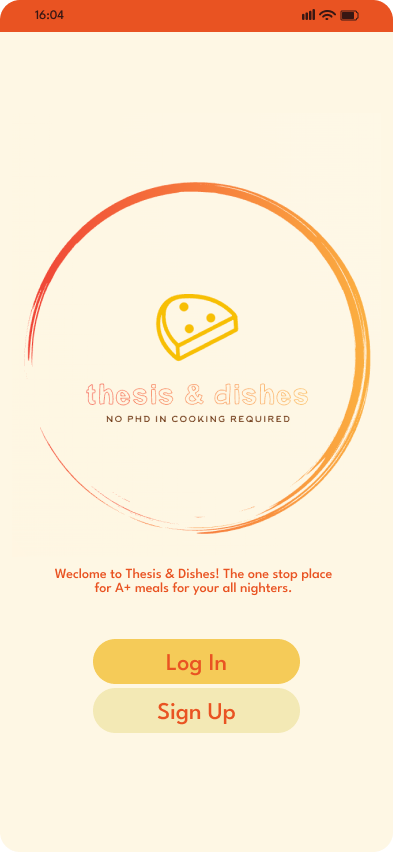 16:04
thesis & dishes
NO PHD IN COOKING REQUIRED
Weclome to Thesis & Dishes! The one stop place
for A+ meals for your all nighters.
Log In
Sign Up